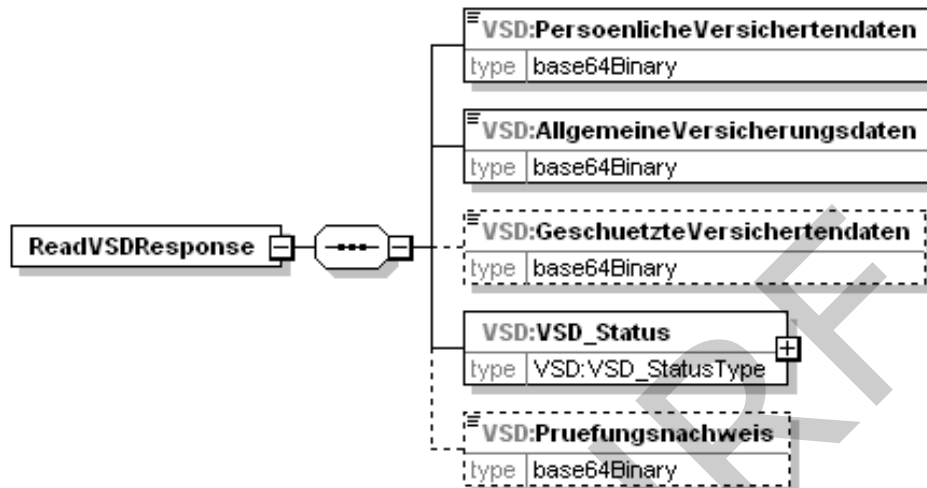 VSD:PersoenlicheVersichertendaten
type base64Binary
VSD:AllgemeineVersicherungsdaten
type base64Binary
ReadVSDResponse
VSD:GeschuetzteVersichertendaten
type base64Binary
VSD:VSD_Status
type VSD:VSD_StatusType
VSD:Pruefungsnachweis
type base64Binary